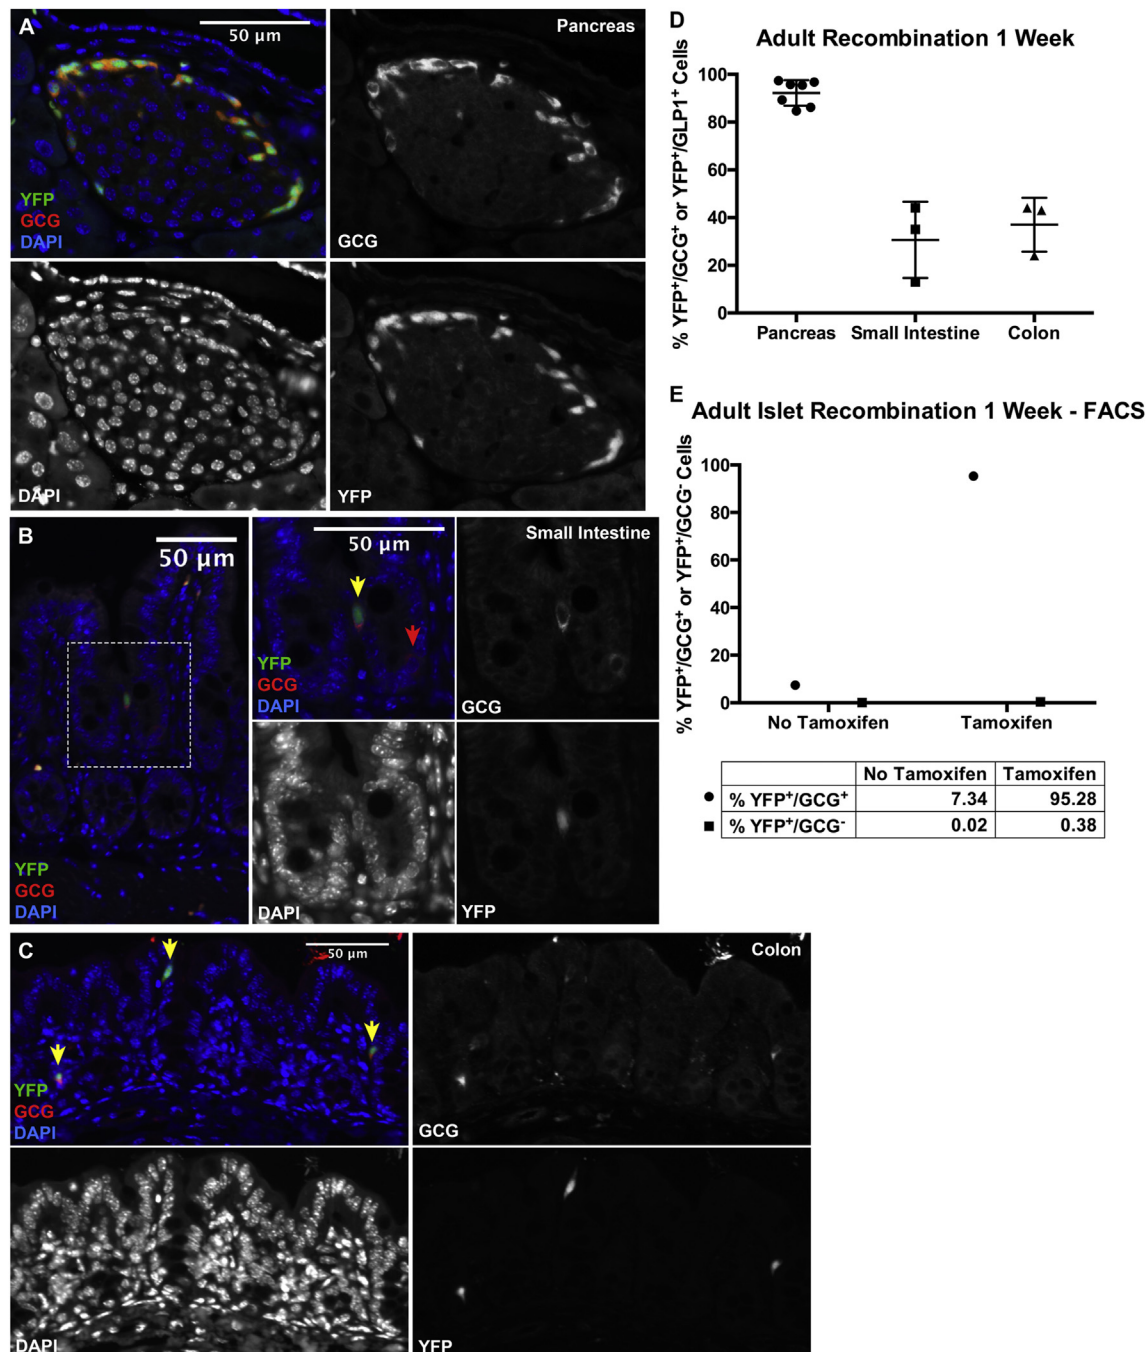 A
50 µm
Pancreas
YFP
GCG
DAPI
GCG
DAPI
YFP
B
50 µm
50 µm
Small Intestine
YFP
GCG
DAPI
GCG
YFP
GCG
DAPI
DAPI
YFP
C
50 µm
Colon
YFP
GCG
DAPI
GCG
DAPI
YFP
D
Adult Recombination 1 Week
% YFP⁺/GCG⁺ or YFP⁺/GLP1⁺ Cells
100
80
60
40
20
0
Pancreas Small Intestine Colon
E
Adult Islet Recombination 1 Week - FACS
% YFP⁺/GCG⁺ or YFP⁺/GCG⁻ Cells
100
80
60
40
20
0
No Tamoxifen Tamoxifen
No Tamoxifen Tamoxifen
% YFP⁺/GCG⁺ 7.34 95.28
% YFP⁺/GCG⁻ 0.02 0.38